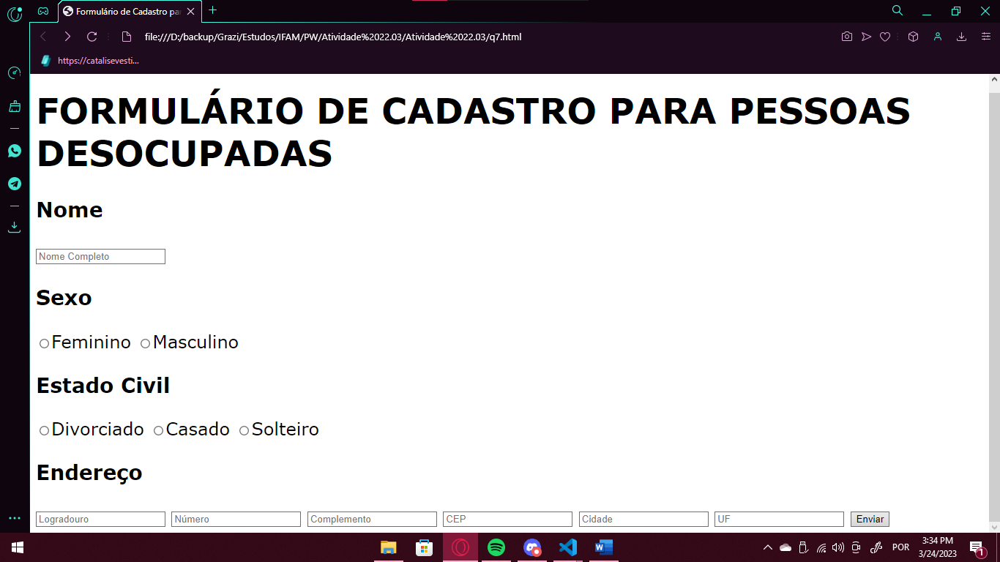 Formulário de Cadastro par
file:///D:/backup/Grazi/Estudos/IFAM/PW/Atividade%2022.03/Atividade%2022.03/q7.html
https://catalisevesti...
FORMULÁRIO DE CADASTRO PARA PESSOAS
DESOCUPADAS
Nome
Nome Completo
Sexo
Feminino Masculino
Estado Civil
Divorciado Casado Solteiro
Endereço
Logradouro Número Complemento CEP Cidade UF Enviar
POR 3:34 PM
3/24/2023 1